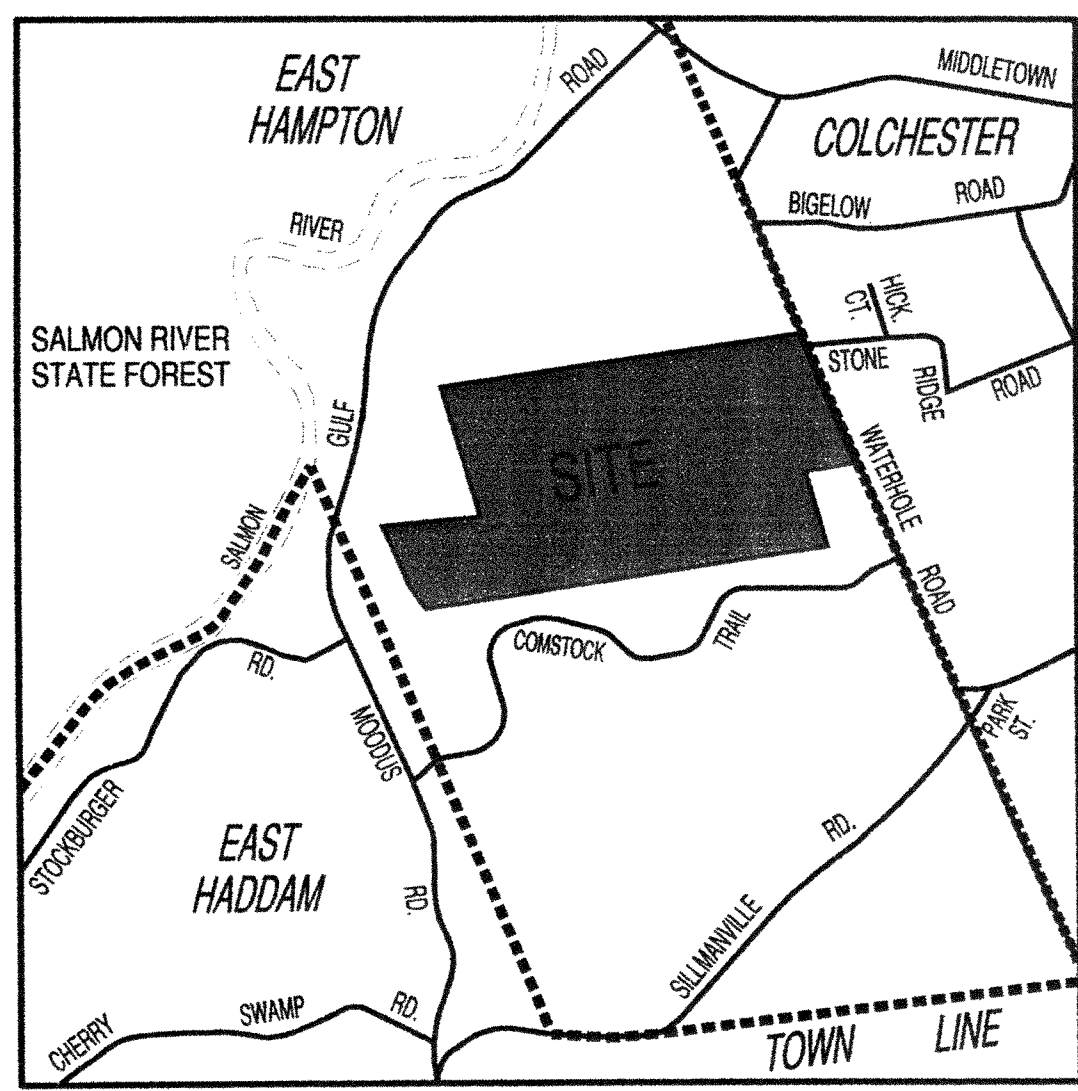 EAST
HAMPTON
ROAD
MIDDLETOWN
COLCHESTER
BIGELOW ROAD
RIVER
HICK.
CT.
SALMON RIVER
STATE FOREST
STONE
RIDGE
ROAD
GULF
SITE
WATERHOLE
ROAD
SALMON
COMSTOCK
TRAIL
RD.
MOODUS
PARK
ST.
STOCKBURGER
EAST
HADDAM
RD.
RD.
SILLMANVILLE
CHERRY
SWAMP
RD.
TOWN LINE